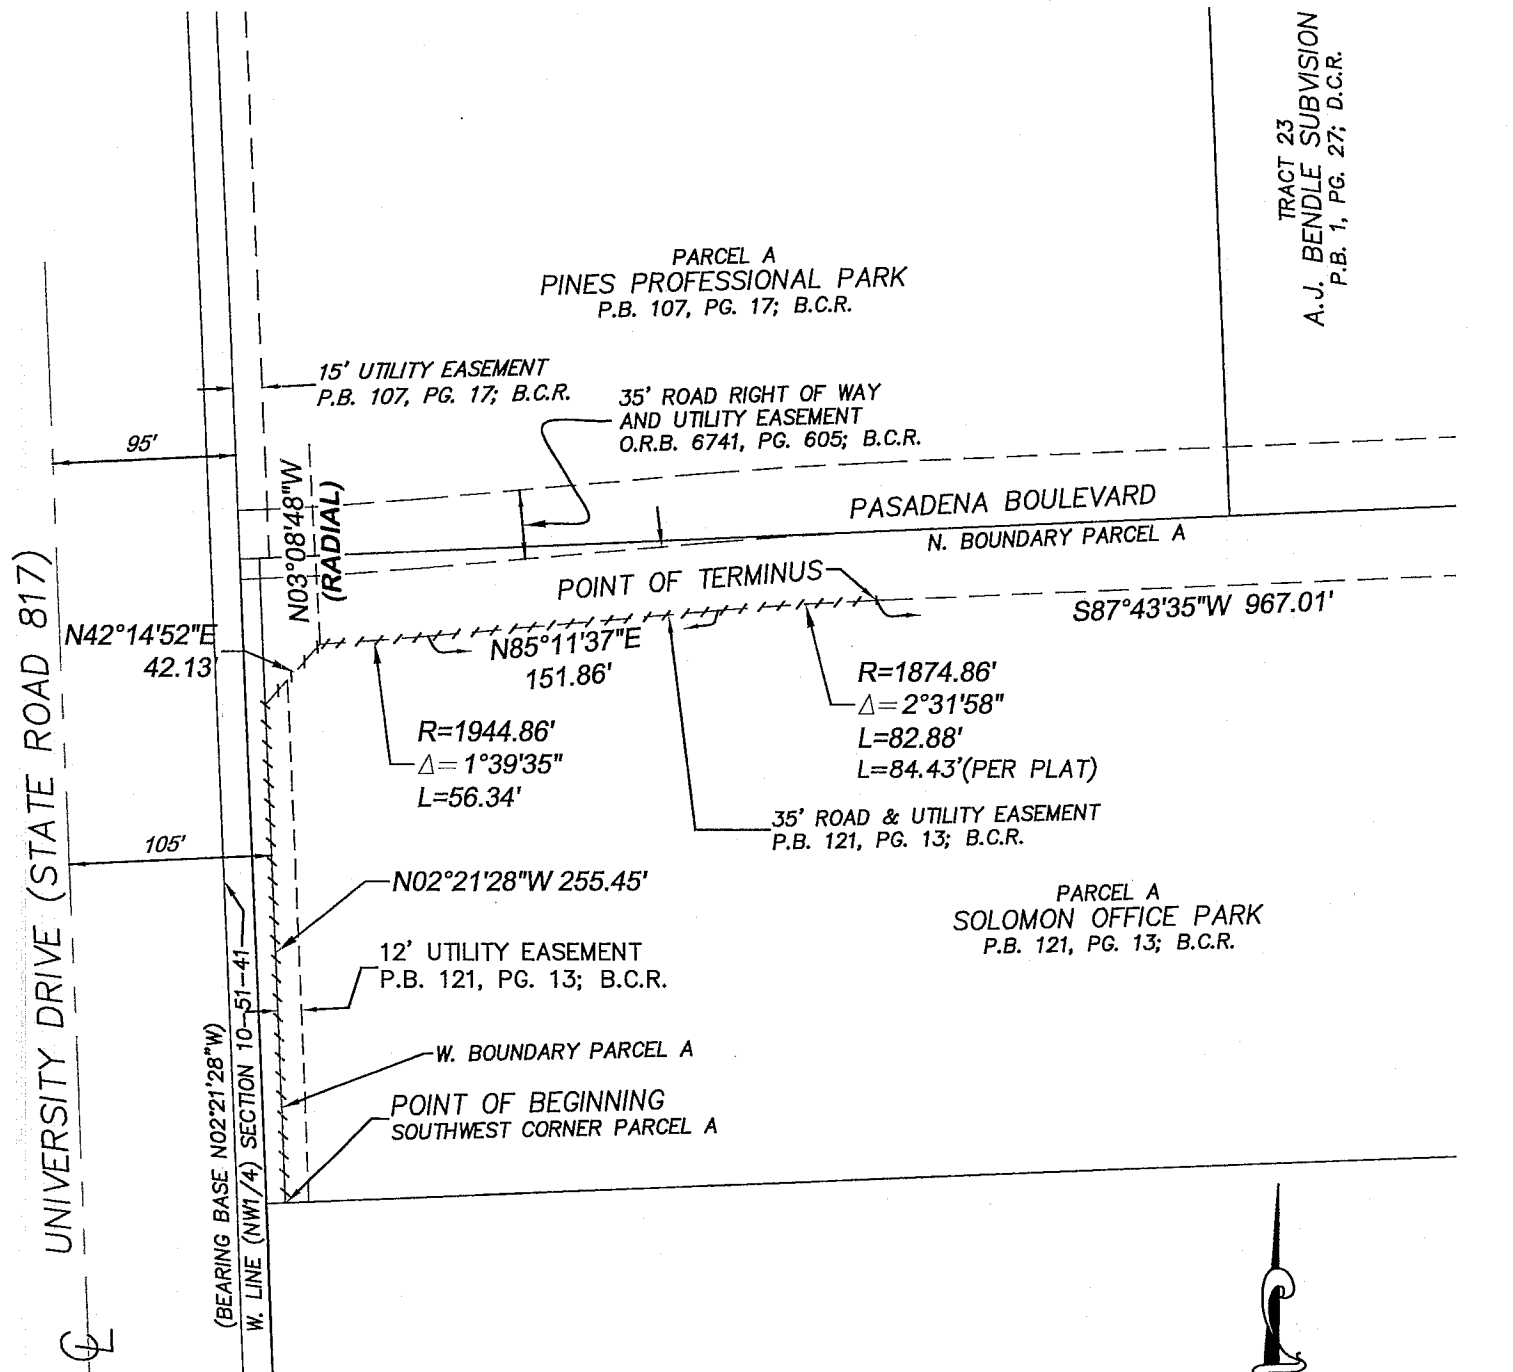 TRACT 23
A.J. BENDLE SUBVISION
P.B. 1, PG. 27; D.C.R.
PARCEL A
PINES PROFESSIONAL PARK
P.B. 107, PG. 17; B.C.R.
15' UTILITY EASEMENT
P.B. 107, PG. 17; B.C.R.
35' ROAD RIGHT OF WAY
AND UTILITY EASEMENT
O.R.B. 6741, PG. 605; B.C.R.
95'
N03°08'48"W
(RADIAL)
PASADENA BOULEVARD
N. BOUNDARY PARCEL A
POINT OF TERMINUS
S87°43'35"W 967.01'
N42°14'52"E
42.13'
N85°11'37"E
151.86'
R=1944.86'
Δ=1°39'35"
L=56.34'
R=1874.86'
Δ=2°31'58"
L=82.88'
L=84.43'(PER PLAT)
35' ROAD & UTILITY EASEMENT
P.B. 121, PG. 13; B.C.R.
105'
N02°21'28"W 255.45'
PARCEL A
SOLOMON OFFICE PARK
P.B. 121, PG. 13; B.C.R.
12' UTILITY EASEMENT
P.B. 121, PG. 13; B.C.R.
W. BOUNDARY PARCEL A
POINT OF BEGINNING
SOUTHWEST CORNER PARCEL A
UNIVERSITY DRIVE (STATE ROAD 817)
(BEARING BASE N02°21'28"W)
W. LINE (NW1/4) SECTION 10-51-41
℄